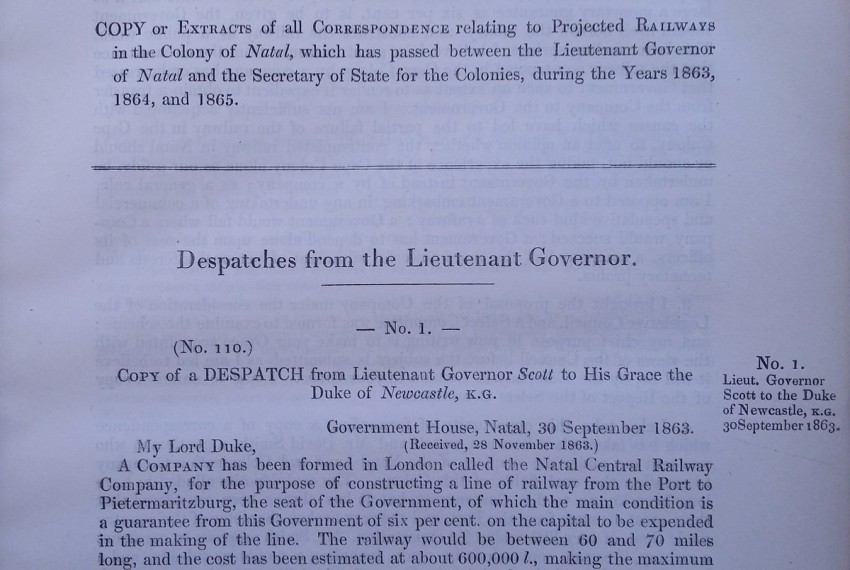 COPY or EXTRACTS of all CORRESPONDENCE relating to Projected RAILWAYS
in the Colony of Natal, which has passed between the Lieutenant Governor
of Natal and the Secretary of State for the Colonies, during the Years 1863,
1864, and 1865.
Despatches from the Lieutenant Governor.
— No. 1. —
(No. 110.)
COPY of a DESPATCH from Lieutenant Governor Scott to His Grace the
Duke of Newcastle, K.G.
No. 1.
Lieut. Governor
Scott to the Duke
of Newcastle, K.G.
30 September 1863.
Government House, Natal, 30 September 1863.
My Lord Duke, (Received, 28 November 1863.)
A COMPANY has been formed in London called the Natal Central Railway
Company, for the purpose of constructing a line of railway from the Port to
Pietermaritzburg, the seat of the Government, of which the main condition is
a guarantee from this Government of six per cent. on the capital to be expended
in the making of the line. The railway would be between 60 and 70 miles
long, and the cost has been estimated at about 600,000 l., making the maximum